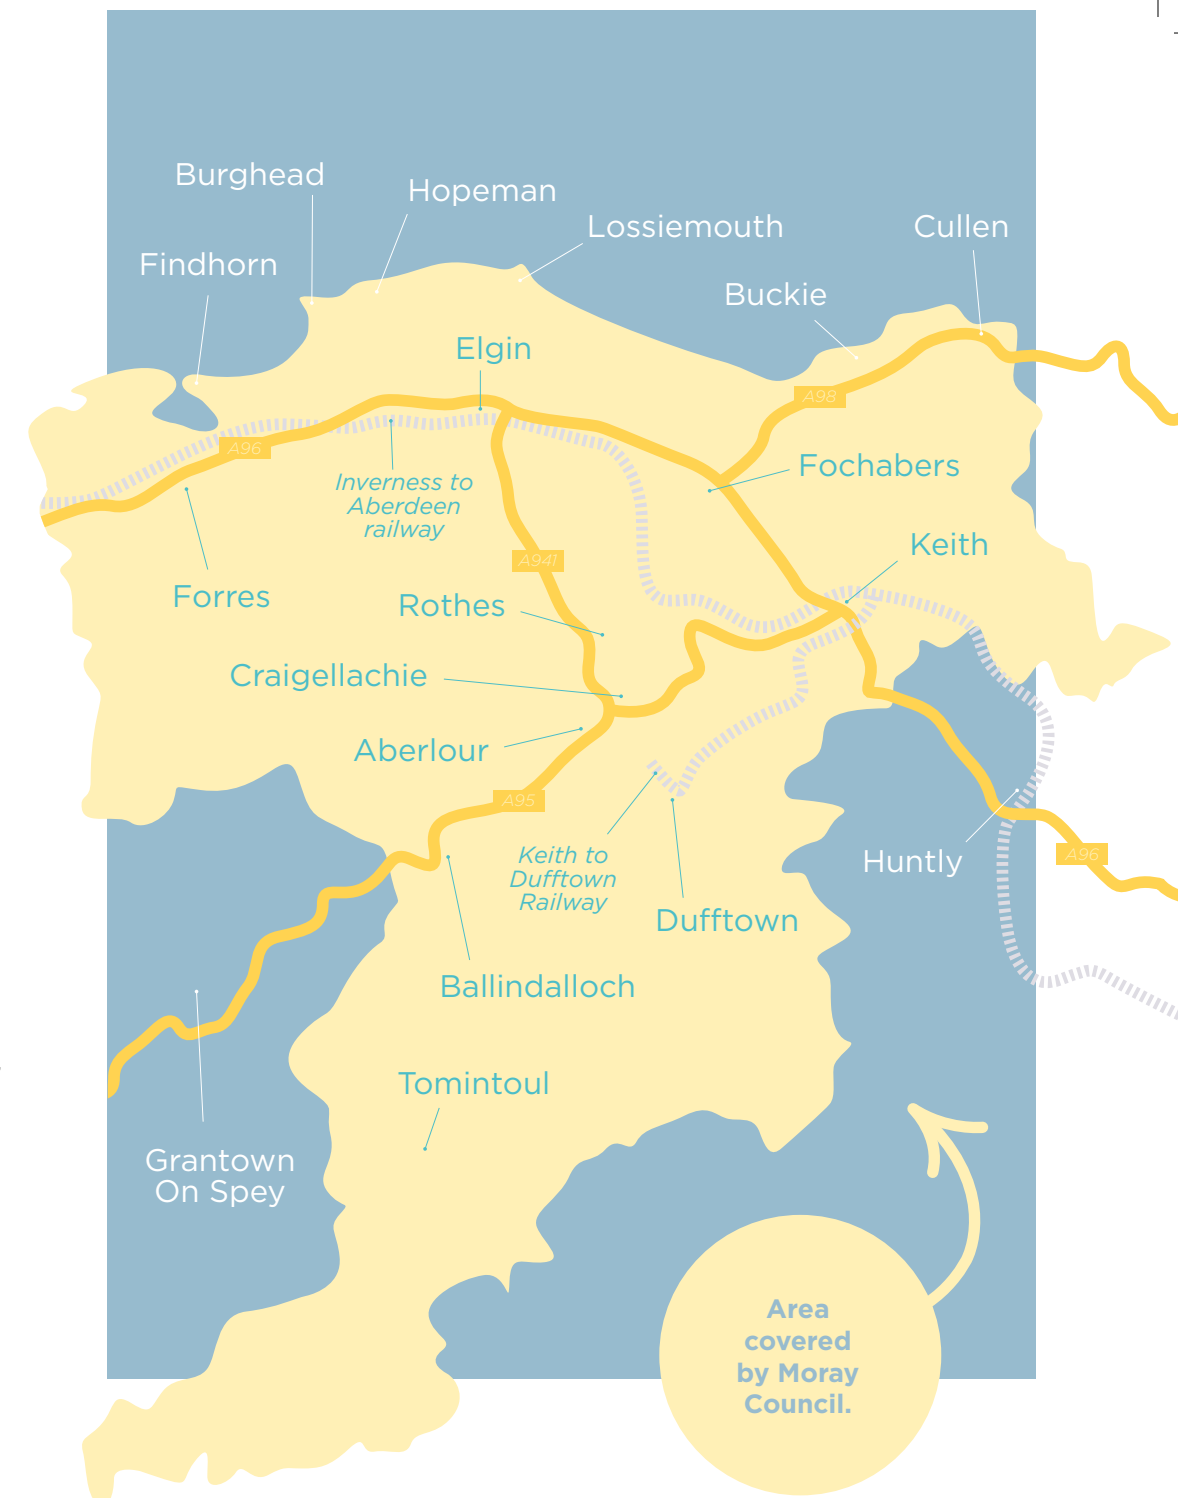 Burghead
Hopeman
Lossiemouth
Cullen
Findhorn
Buckie
Elgin
A98
A96
Fochabers
Inverness to
Aberdeen
railway
Keith
A941
Forres
Rothes
Craigellachie
Aberlour
A95
Keith to
Dufftown
Railway
Huntly
A96
Dufftown
Ballindalloch
Tomintoul
Grantown
On Spey
Area
covered
by Moray
Council.